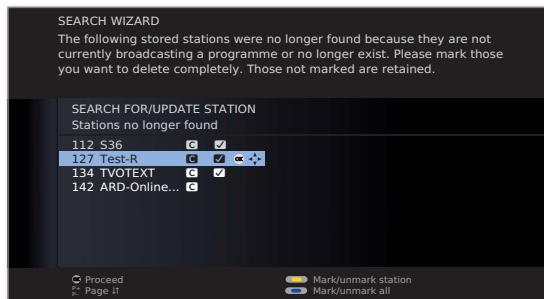 SEARCH WIZARD
The following stored stations were no longer found because they are not
currently broadcasting a programme or no longer exist. Please mark those
you want to delete completely. Those not marked are retained.
SEARCH FOR/UPDATE STATION
Stations no longer found
112 S36 C
127 Test-R C OK
134 TVOTEXT C
142 ARD-Online... C
OK Proceed Mark/unmark station
P+ P- Page Mark/unmark all